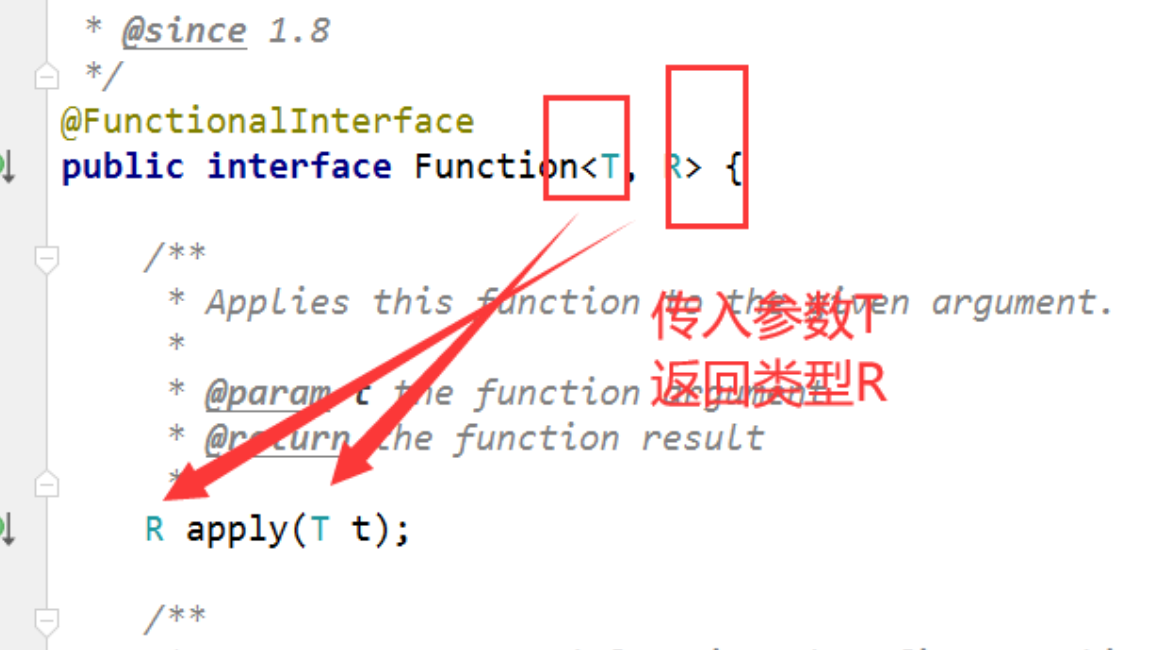 * @since 1.8
*/
@FunctionalInterface
public interface Function<T, R> {
/**
* Applies this function to the given argument.
*
* @param t the function argument
* @return the function result
*
R apply(T t);
/**
传入参数T
返回类型R